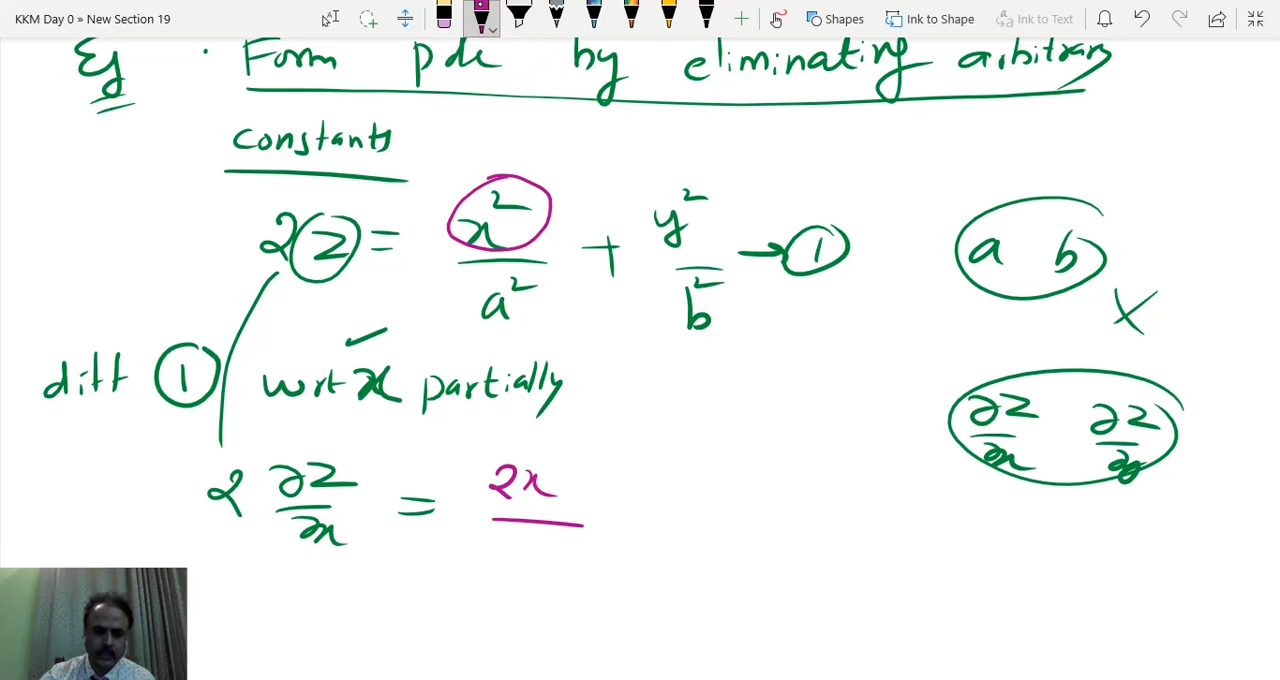 KKM Day 0 » New Section 19
Shapes
Ink to Shape
Ink to Text
Eg . Form pde by eliminating arbitrary
constants
2z = x²/a² + y²/b² → 1
a b
X
diff 1 wrt x partially
∂z/∂x ∂z/∂y
2 ∂z/∂x = 2x